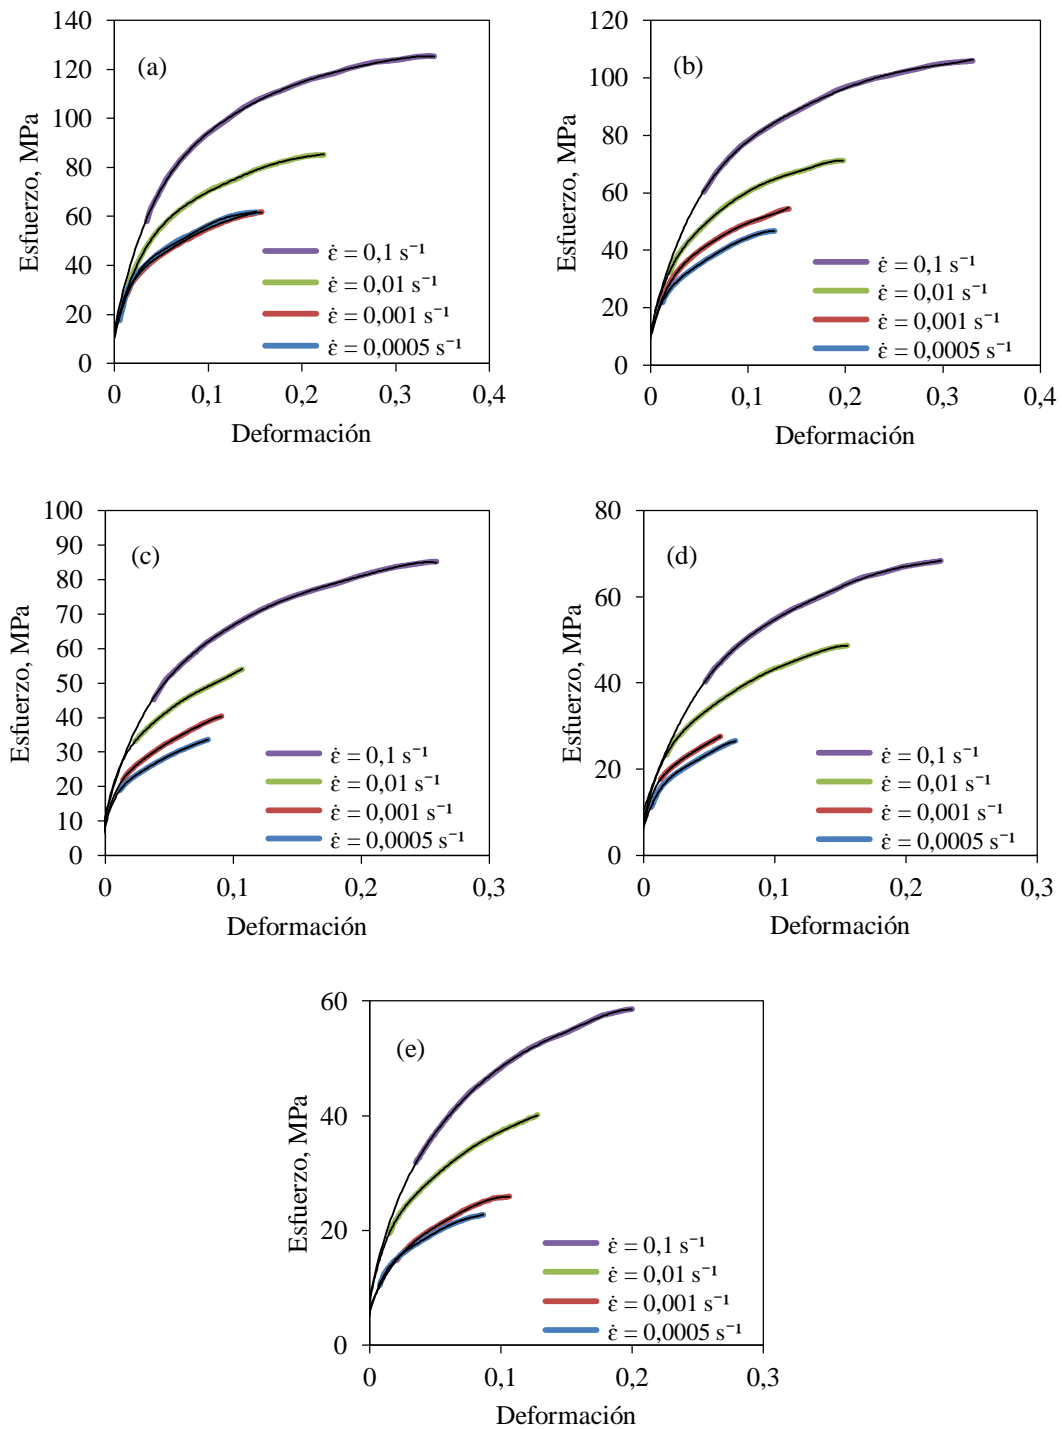 140
120
100
80
60
40
20
0
Esfuerzo, MPa
(a)
ε̇ = 0,1 s⁻¹
ε̇ = 0,01 s⁻¹
ε̇ = 0,001 s⁻¹
ε̇ = 0,0005 s⁻¹
0 0,1 0,2 0,3 0,4
Deformación
120
100
80
60
40
20
0
Esfuerzo, MPa
(b)
ε̇ = 0,1 s⁻¹
ε̇ = 0,01 s⁻¹
ε̇ = 0,001 s⁻¹
ε̇ = 0,0005 s⁻¹
0 0,1 0,2 0,3 0,4
Deformación
100
90
80
70
60
50
40
30
20
10
0
Esfuerzo, MPa
(c)
ε̇ = 0,1 s⁻¹
ε̇ = 0,01 s⁻¹
ε̇ = 0,001 s⁻¹
ε̇ = 0,0005 s⁻¹
0 0,1 0,2 0,3
Deformación
80
60
40
20
0
Esfuerzo, MPa
(d)
ε̇ = 0,1 s⁻¹
ε̇ = 0,01 s⁻¹
ε̇ = 0,001 s⁻¹
ε̇ = 0,0005 s⁻¹
0 0,1 0,2 0,3
Deformación
60
40
20
0
Esfuerzo, MPa
(e)
ε̇ = 0,1 s⁻¹
ε̇ = 0,01 s⁻¹
ε̇ = 0,001 s⁻¹
ε̇ = 0,0005 s⁻¹
0 0,1 0,2 0,3
Deformación